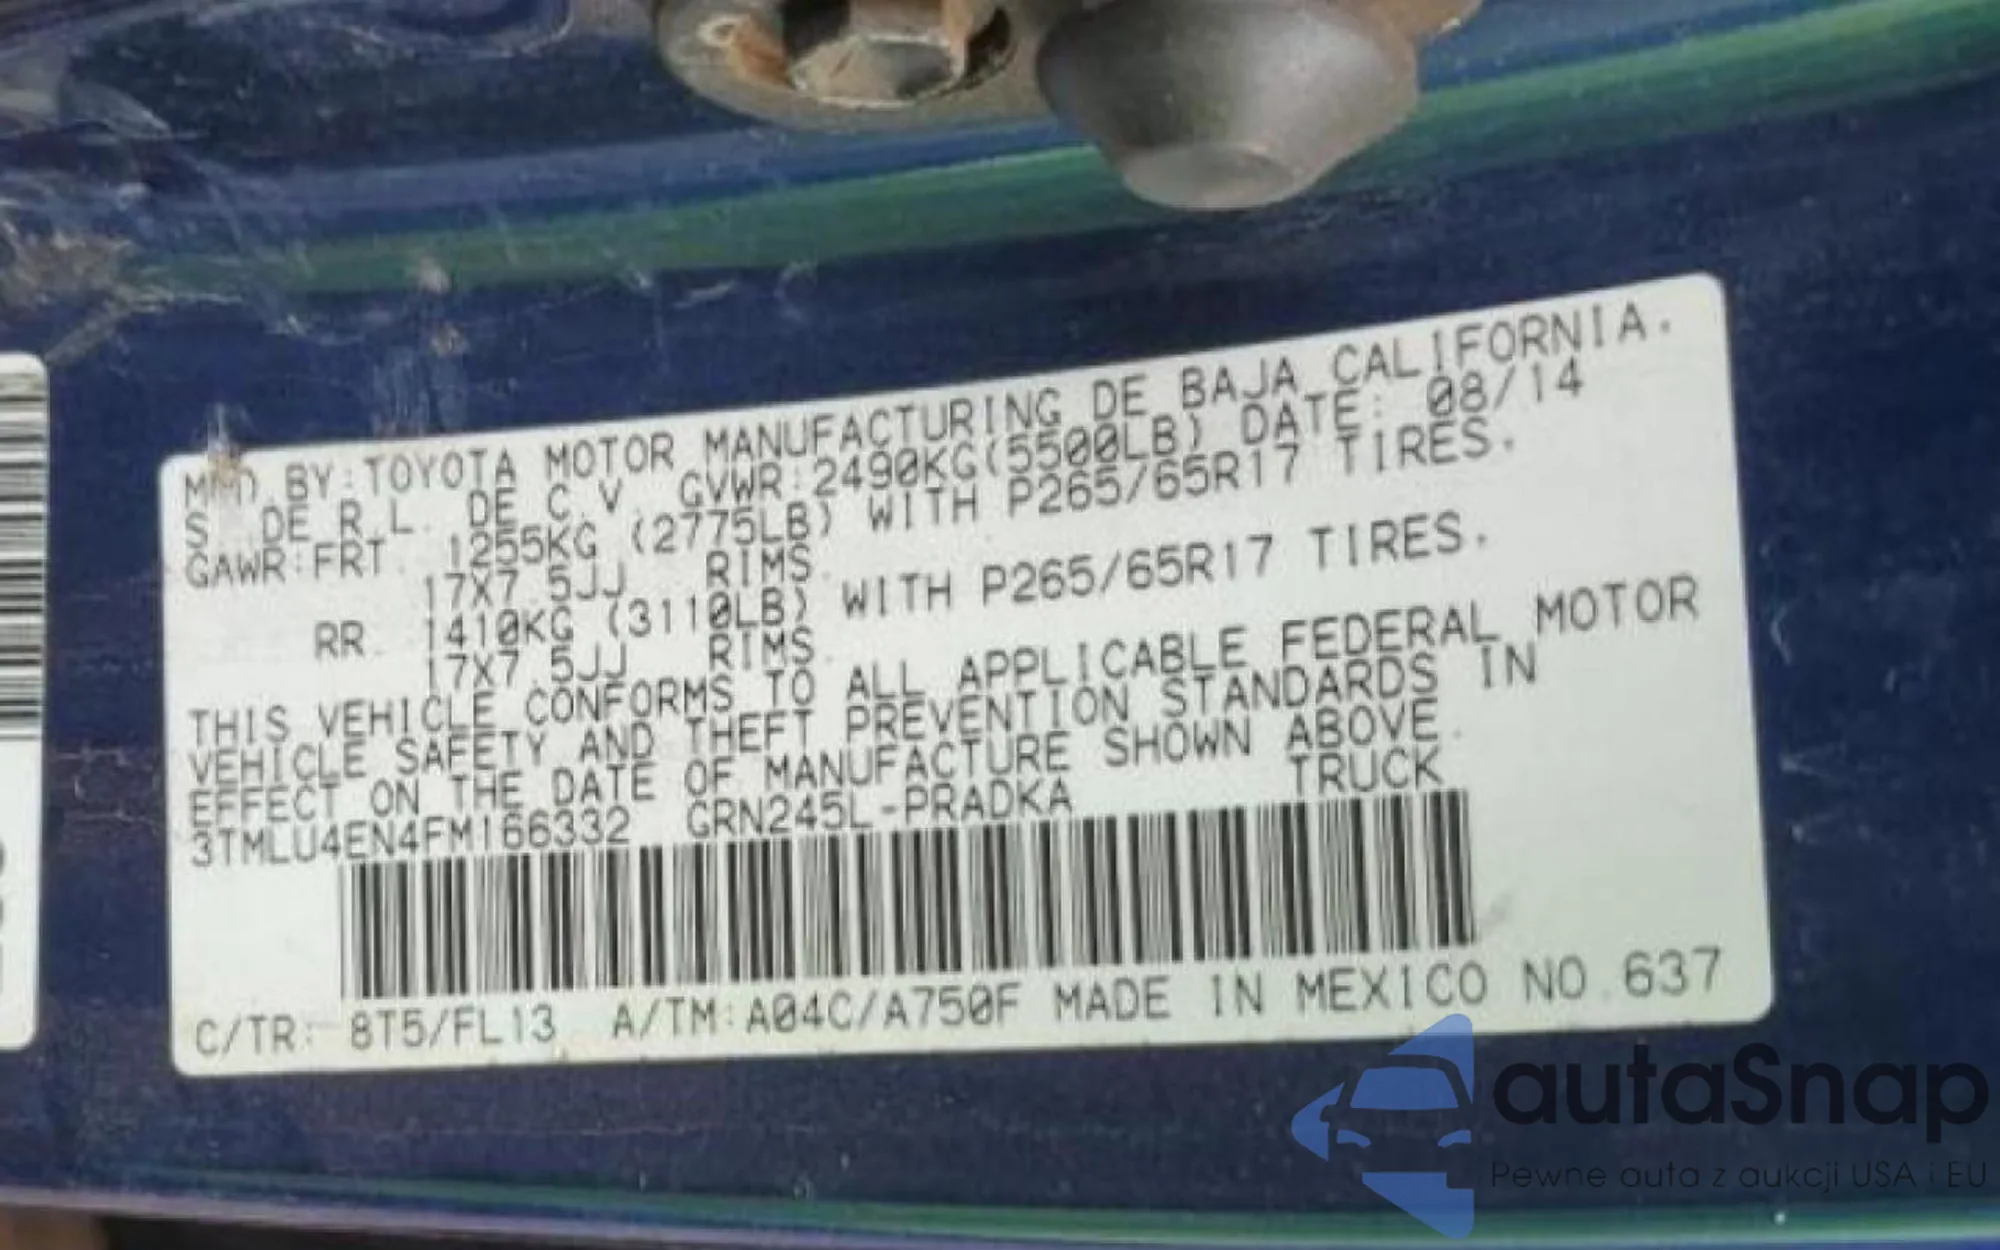 MFD. BY: TOYOTA MOTOR MANUFACTURING DE BAJA CALIFORNIA.
S. DE R.L. DE C.V. GVWR: 2490KG(5500LB) DATE: 08/14
GAWR:FRT. 1255KG (2775LB) WITH P265/65R17 TIRES.
17X7.5JJ RIMS.
RR. 1410KG (3110LB) WITH P265/65R17 TIRES.
17X7.5JJ RIMS.
THIS VEHICLE CONFORMS TO ALL APPLICABLE FEDERAL MOTOR
VEHICLE SAFETY AND THEFT PREVENTION STANDARDS IN
EFFECT ON THE DATE OF MANUFACTURE SHOWN ABOVE.
3TMLU4EN4FM166332 GRN245L-PRADKA TRUCK
C/TR: 8T5/FL13 A/TM:A04C/A750F MADE IN MEXICO NO.637
autaSnap
Pewne auta z aukcji USA i EU